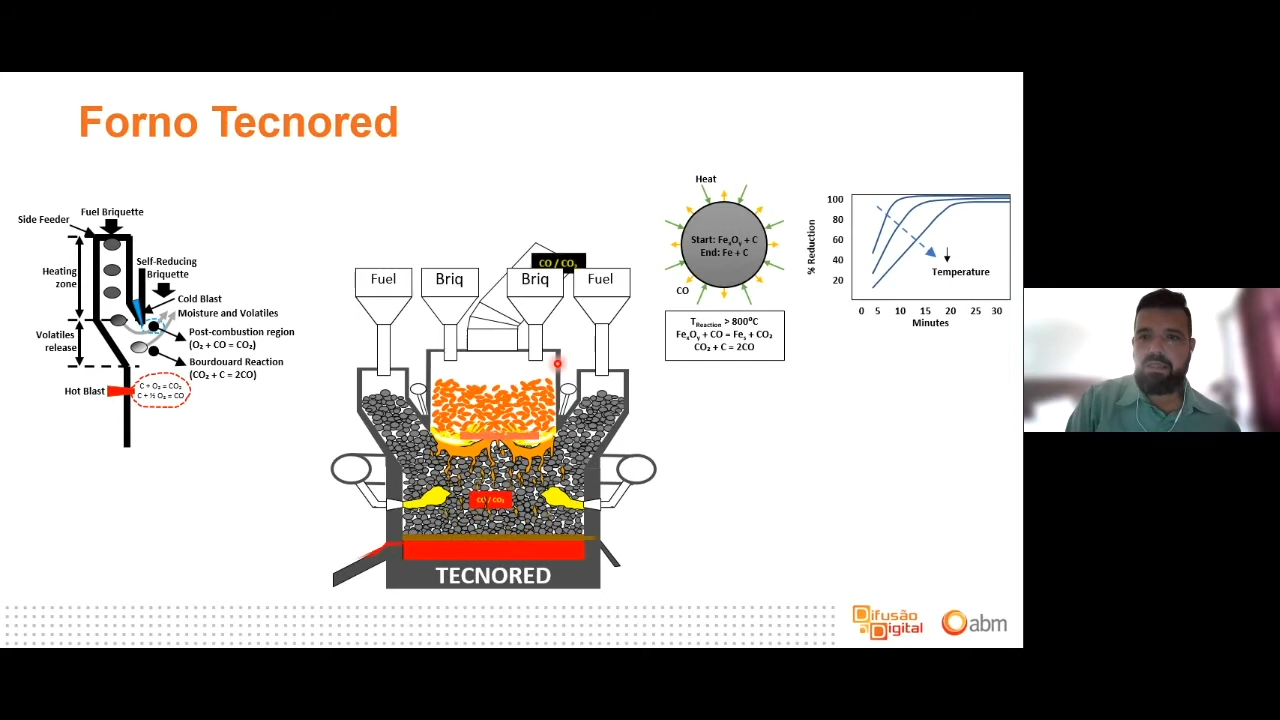 Forno Tecnored
Fuel Briquette
Side Feeder
Heating
zone
Self-Reducing
Briquette
Cold Blast
Moisture and Volatiles
Volatiles
release
Post-combustion region
(O₂ + CO = CO₂)
Bourdouard Reaction
(CO₂ + C = 2CO)
Hot Blast
C + O₂ = CO₂
C + ½ O₂ = CO
CO / CO₂
Fuel
Briq
Briq
Fuel
CO / CO₂
TECNORED
Heat
Start: FeₓOᵧ + C
End: Fe + C
CO
T Reaction > 800°C
FeₓOᵧ + CO = Feₓ + CO₂
CO₂ + C = 2CO
% Reduction
100
80
60
40
20
Temperature
0 5 10 15 20 25 30
Minutes
Difusão
Digital
abm